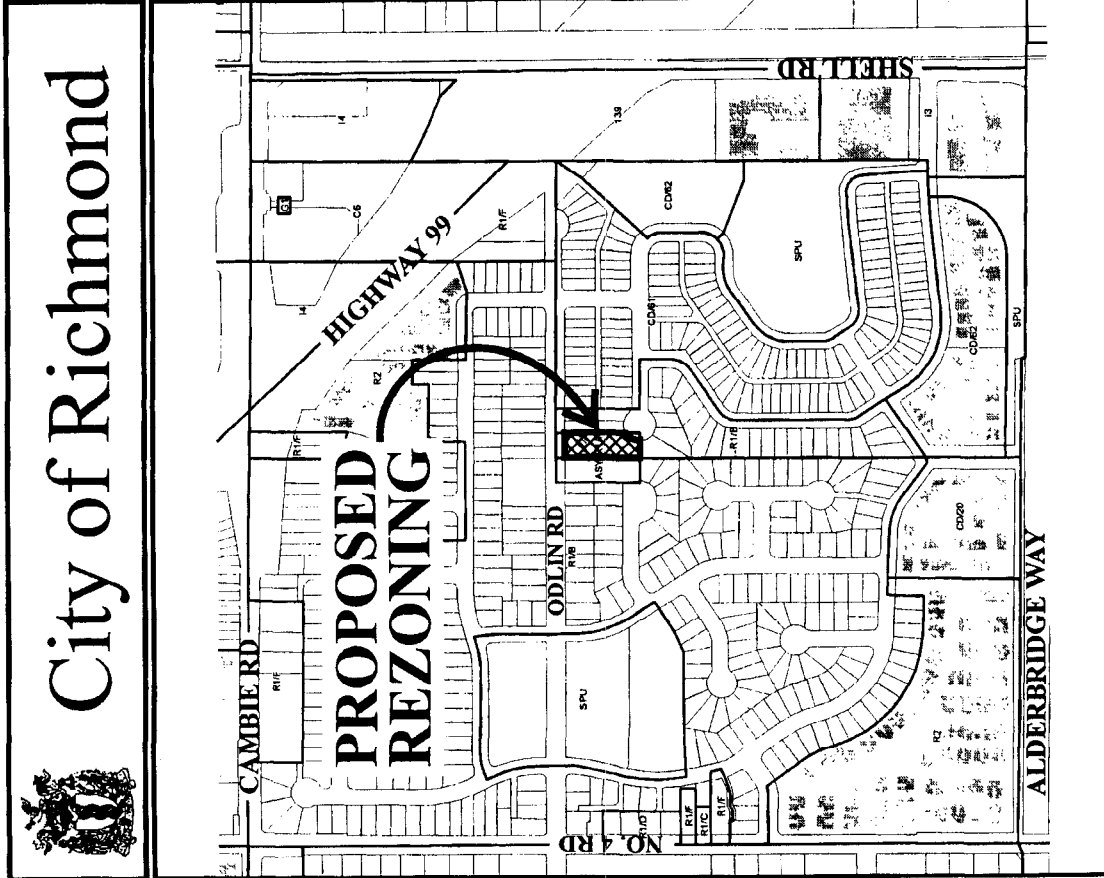 City of Richmond
SHELL RD
I4
139
I3
G1
C6
CD/62
HIGHWAY 99
R1/F
SPU
I4
CD/61
CD/62
SPU
R2
R1/F
R1/B
PROPOSED
REZONING
ODLIN RD
R1/B
CD/20
CAMBIE RD
R1/F
SPU
R2
ALDERBRIDGE WAY
R1/F
R1/C
R1/F
NO. 4 RD